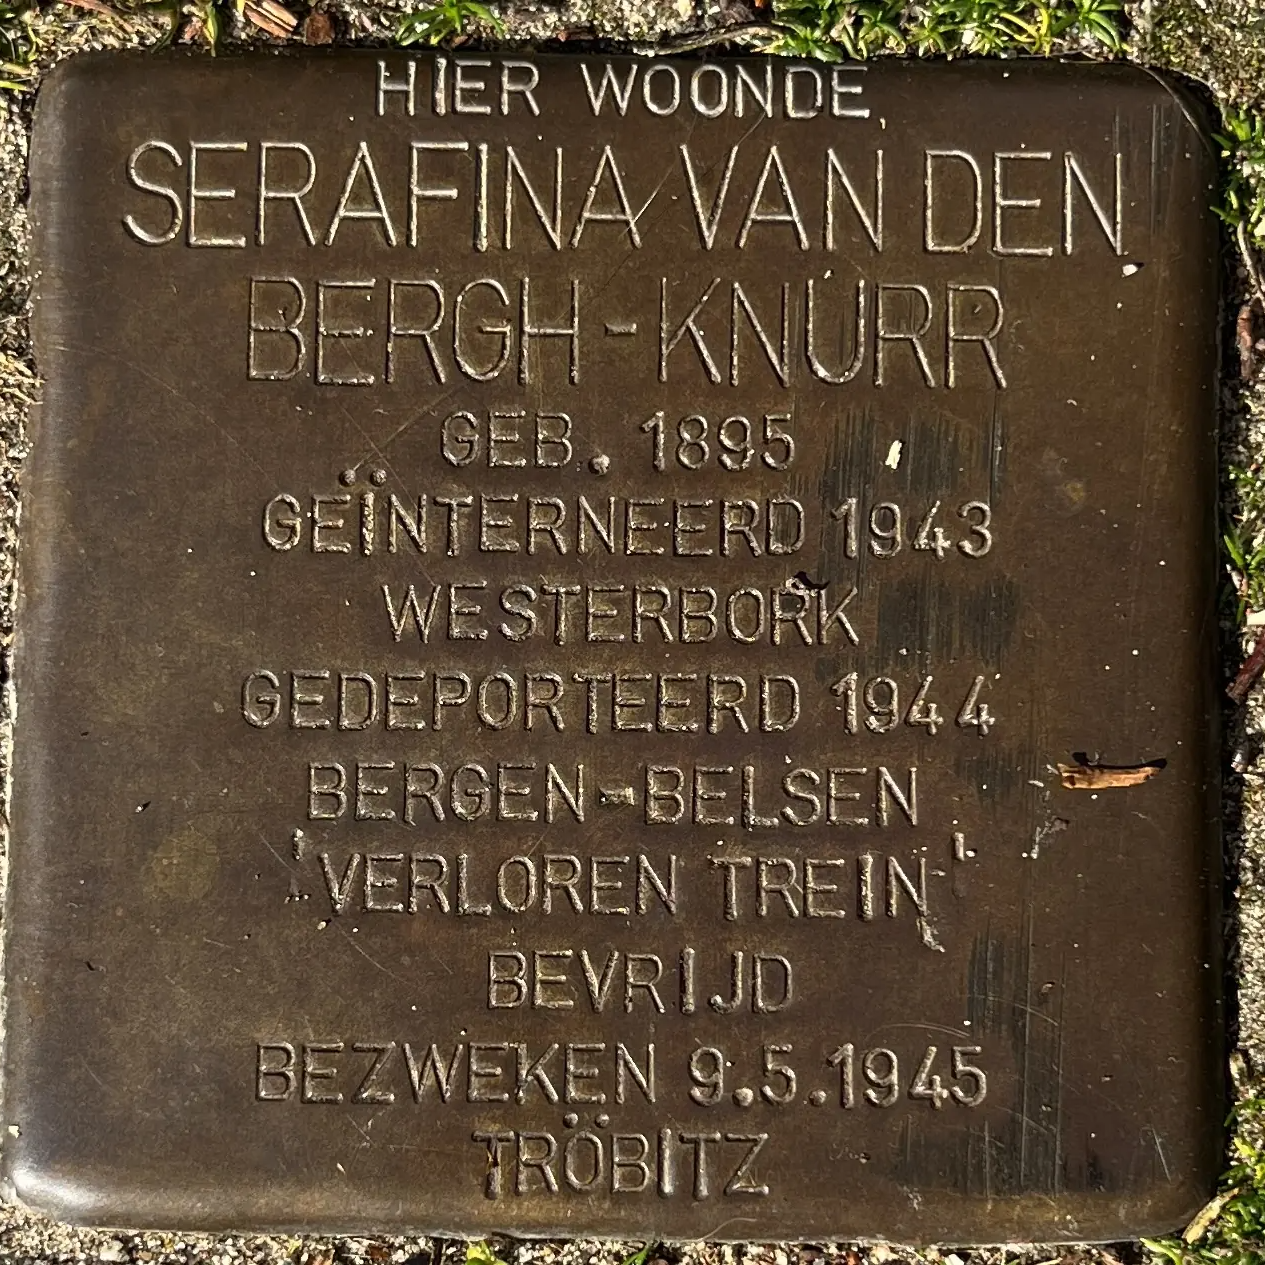 HIER WOONDE
SERAFINA VAN DEN
BERGH-KNURR
GEB. 1895
GEÏNTERNEERD 1943
WESTERBORK
GEDEPORTEERD 1944
BERGEN-BELSEN
'VERLOREN TREIN'
BEVRIJD
BEZWEKEN 9.5.1945
TRÖBITZ